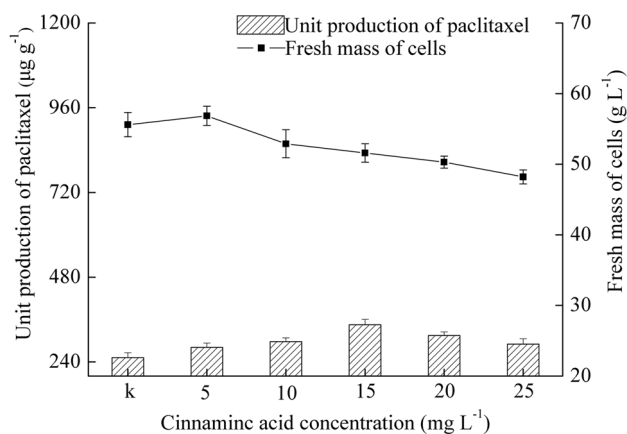 1200
960
720
480
240
Unit production of paclitaxel (μg g⁻¹)
Unit production of paclitaxel
Fresh mass of cells
70
60
50
40
30
20
Fresh mass of cells (g L⁻¹)
k 5 10 15 20 25
Cinnaminc acid concentration (mg L⁻¹)